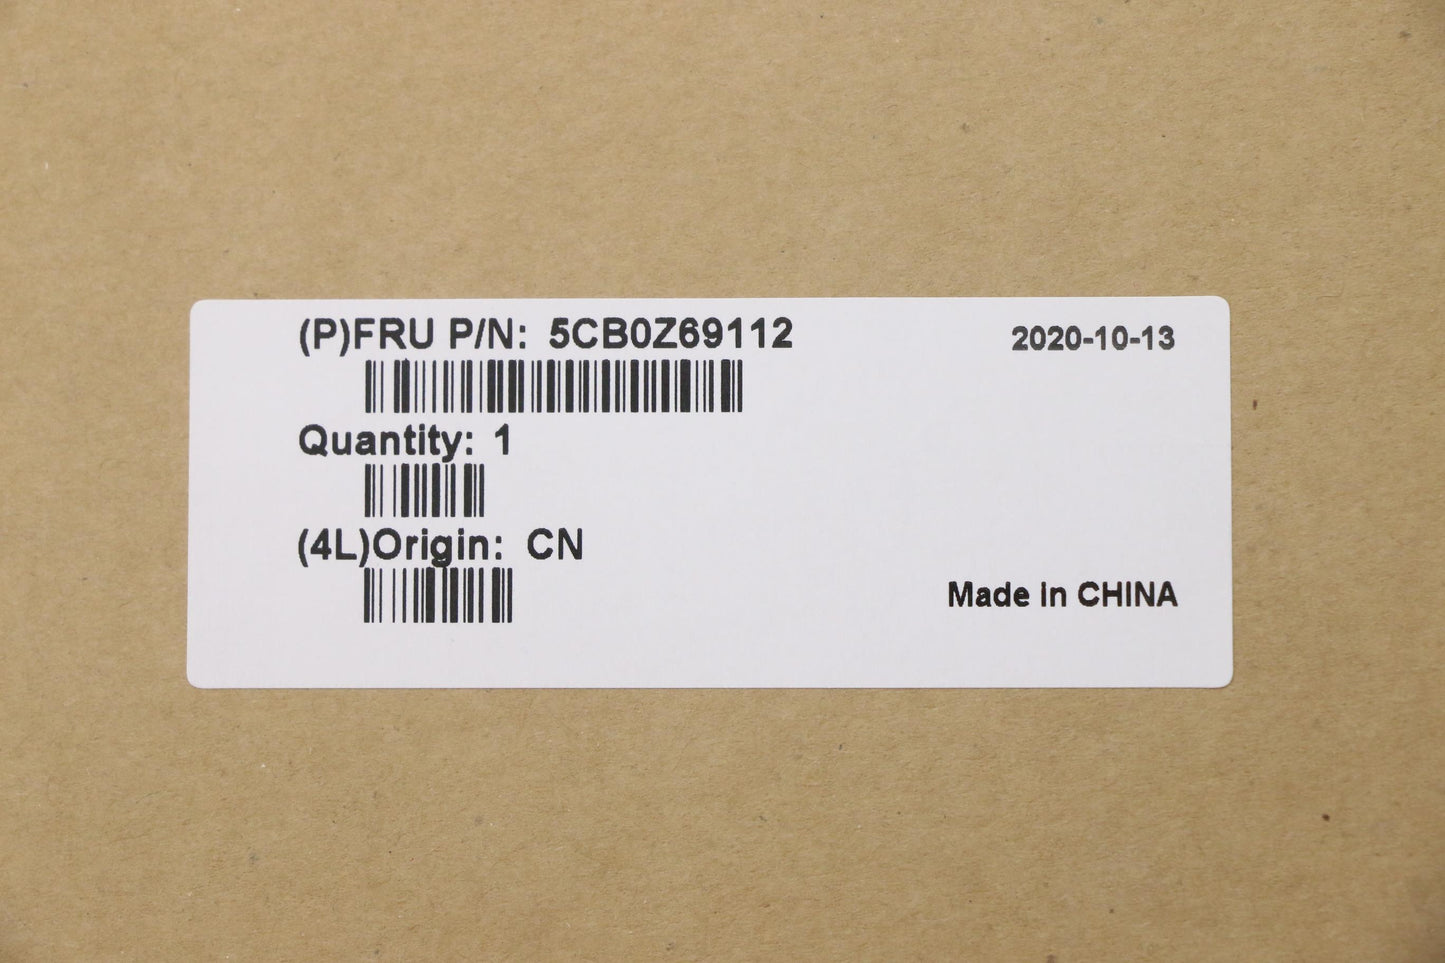 (P)FRU P/N: 5CB0Z69112
2020-10-13
Quantity: 1
(4L)Origin: CN
Made in CHINA